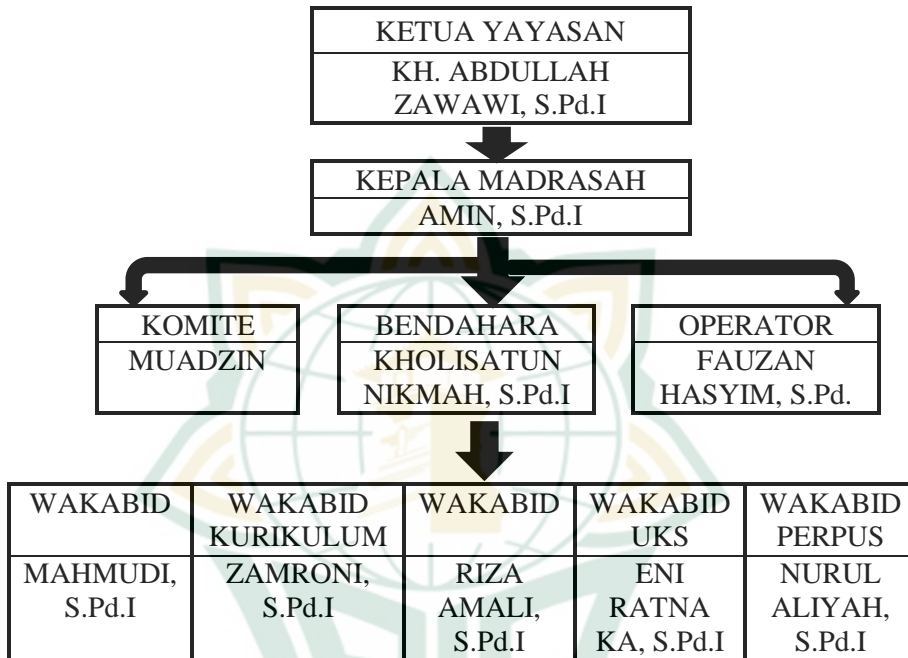 KETUA YAYASAN
KH. ABDULLAH
ZAWAWI, S.Pd.I
KEPALA MADRASAH
AMIN, S.Pd.I
KOMITE
MUADZIN
BENDAHARA
KHOLISATUN
NIKMAH, S.Pd.I
OPERATOR
FAUZAN
HASYIM, S.Pd.
WAKABID
MAHMUDI,
S.Pd.I
WAKABID
KURIKULUM
ZAMRONI,
S.Pd.I
WAKABID
RIZA
AMALI,
S.Pd.I
WAKABID
UKS
ENI
RATNA
KA, S.Pd.I
WAKABID
PERPUS
NURUL
ALIYAH,
S.Pd.I